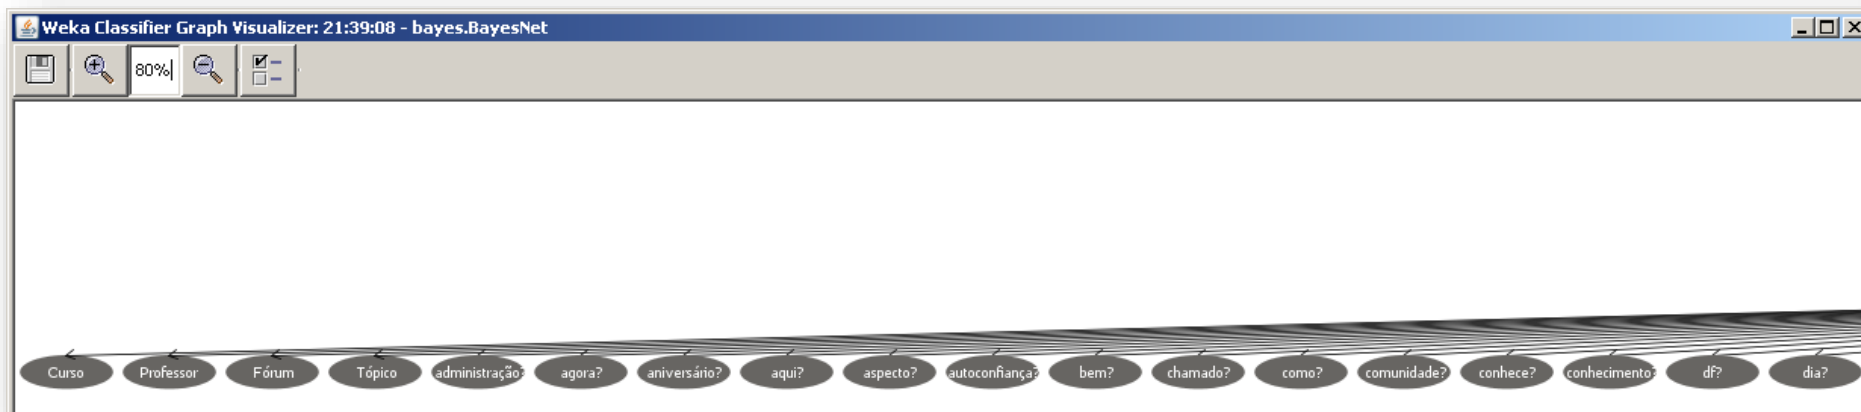 Weka Classifier Graph Visualizer: 21:39:08 - bayes.BayesNet
80%
Curso Professor Fórum Tópico administração? agora? aniversário? aqui? aspecto? autoconfiança? bem? chamado? como? comunidade? conhece? conhecimento? df? dia?